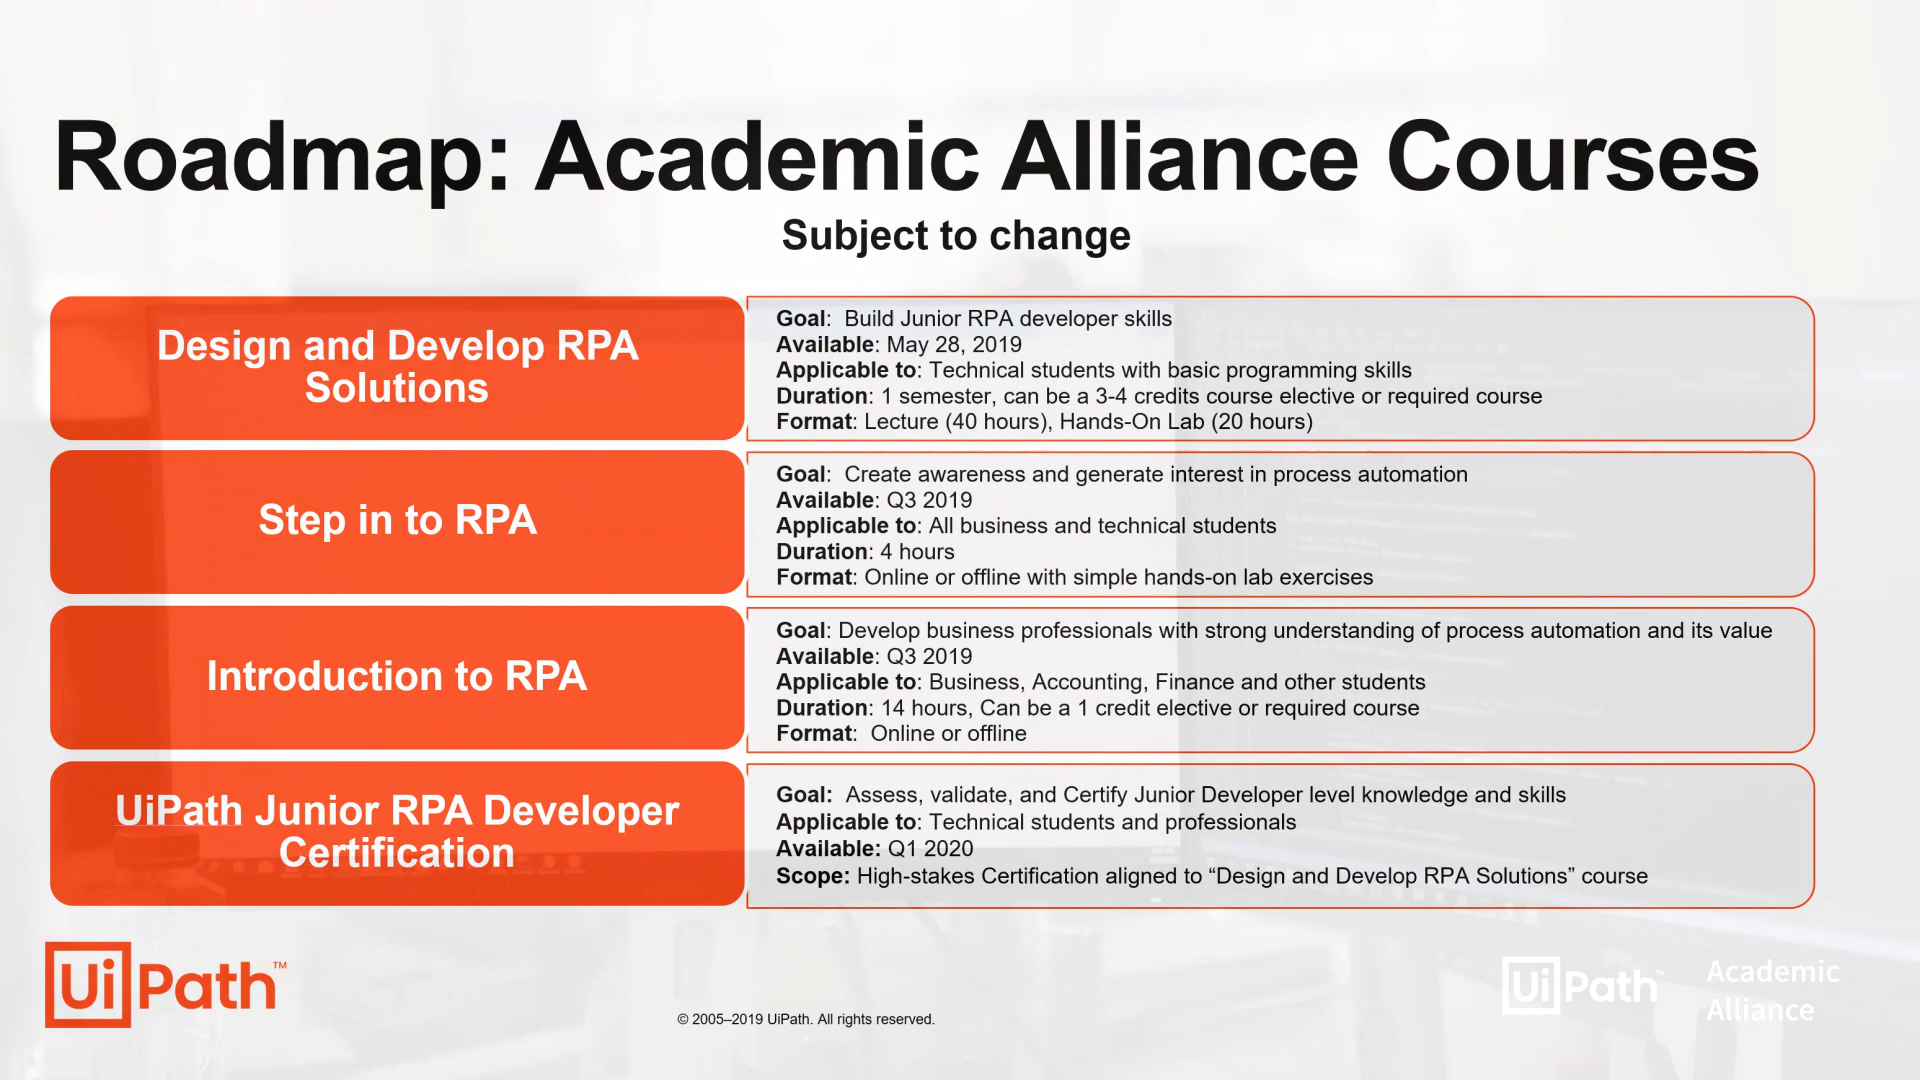 Roadmap: Academic Alliance Courses
Subject to change
Design and Develop RPA
Solutions
Goal:  Build Junior RPA developer skills
Available: May 28, 2019
Applicable to: Technical students with basic programming skills
Duration: 1 semester, can be a 3-4 credits course elective or required course
Format: Lecture (40 hours), Hands-On Lab (20 hours)
Step in to RPA
Goal:  Create awareness and generate interest in process automation
Available: Q3 2019
Applicable to: All business and technical students
Duration: 4 hours
Format: Online or offline with simple hands-on lab exercises
Introduction to RPA
Goal: Develop business professionals with strong understanding of process automation and its value
Available: Q3 2019
Applicable to: Business, Accounting, Finance and other students
Duration: 14 hours, Can be a 1 credit elective or required course
Format:  Online or offline
UiPath Junior RPA Developer
Certification
Goal:  Assess, validate, and Certify Junior Developer level knowledge and skills
Applicable to: Technical students and professionals
Available: Q1 2020
Scope: High-stakes Certification aligned to “Design and Develop RPA Solutions” course
UiPath™
© 2005–2019 UiPath. All rights reserved.
UiPath™
Academic
Alliance